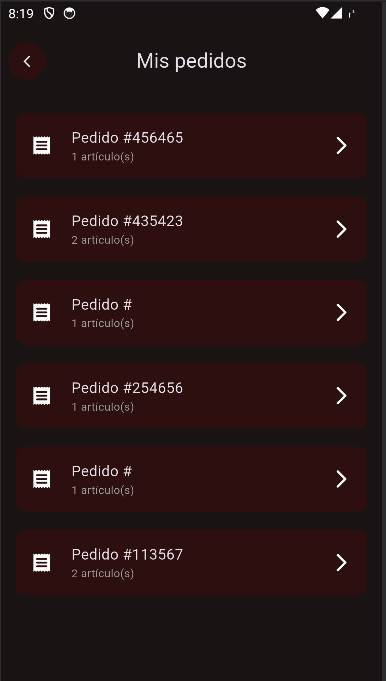 8:19
Mis pedidos
Pedido #456465
1 artículo(s)
Pedido #435423
2 artículo(s)
Pedido #
1 artículo(s)
Pedido #254656
1 artículo(s)
Pedido #
1 artículo(s)
Pedido #113567
2 artículo(s)